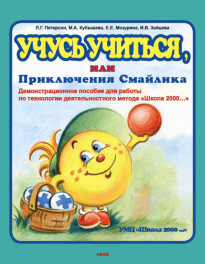 Л.Г. Петерсон, М.А. Кубышева, Е.Е. Мазурина, И.В. Зайцева
УЧУСЬ УЧИТЬСЯ,
ИЛИ
Приключения Смайлика
Демонстрационное пособие для работы
по технологии деятельностного метода «Школа 2000...»
УМЦ «Школа 2000 ...»